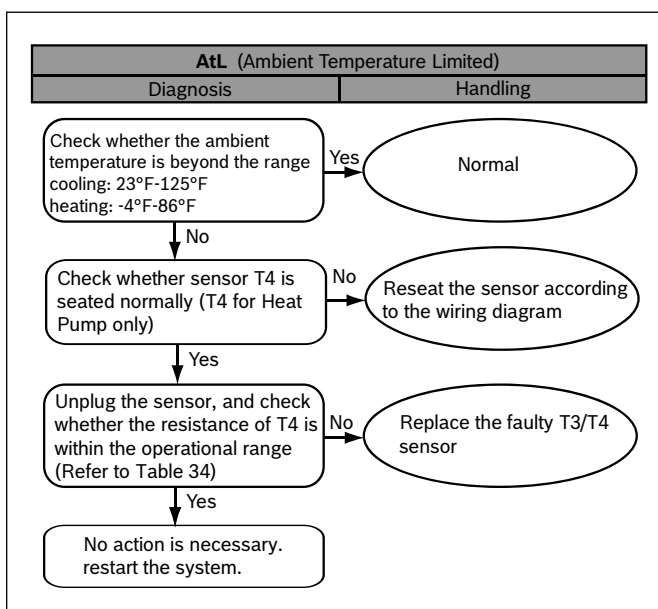 AtL (Ambient Temperature Limited)
Diagnosis
Handling
Check whether the ambient
temperature is beyond the range
cooling: 23°F-125°F
heating: -4°F-86°F
Yes
Normal
No
Check whether sensor T4 is
seated normally (T4 for Heat
Pump only)
No
Reseat the sensor according
to the wiring diagram
Yes
Unplug the sensor, and check
whether the resistance of T4 is
within the operational range
(Refer to Table 34)
No
Replace the faulty T3/T4
sensor
Yes
No action is necessary.
restart the system.